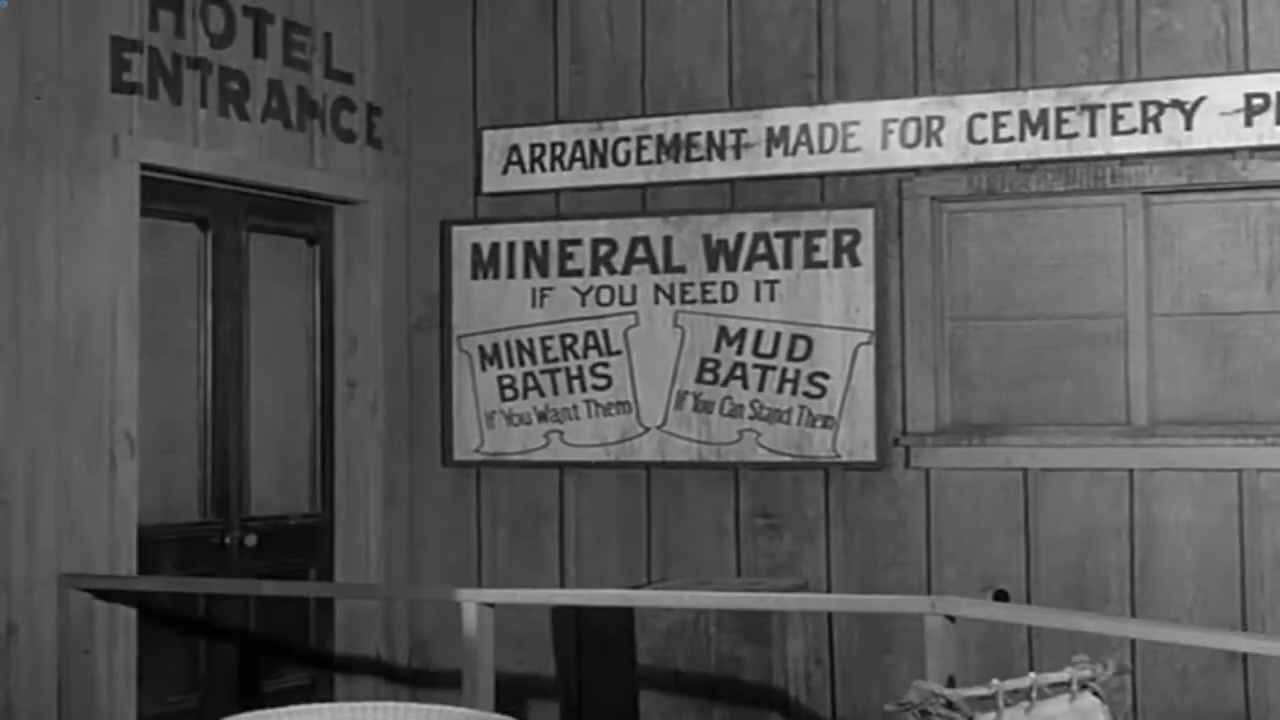 HOTEL
ENTRANCE
ARRANGEMENT MADE FOR CEMETERY
MINERAL WATER
IF YOU NEED IT
MINERAL
BATHS
If You Want Them
MUD
BATHS
If You Can Stand Them